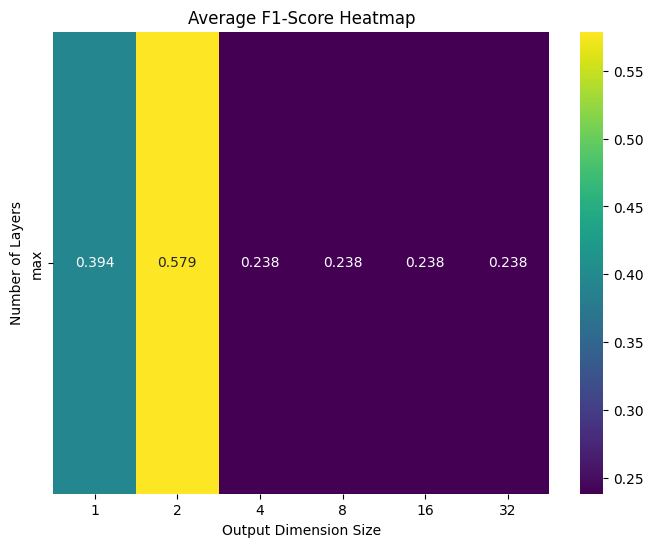 Average F1-Score Heatmap
Number of Layers
max
0.394 0.579 0.238 0.238 0.238 0.238
1 2 4 8 16 32
Output Dimension Size
0.55
0.50
0.45
0.40
0.35
0.30
0.25